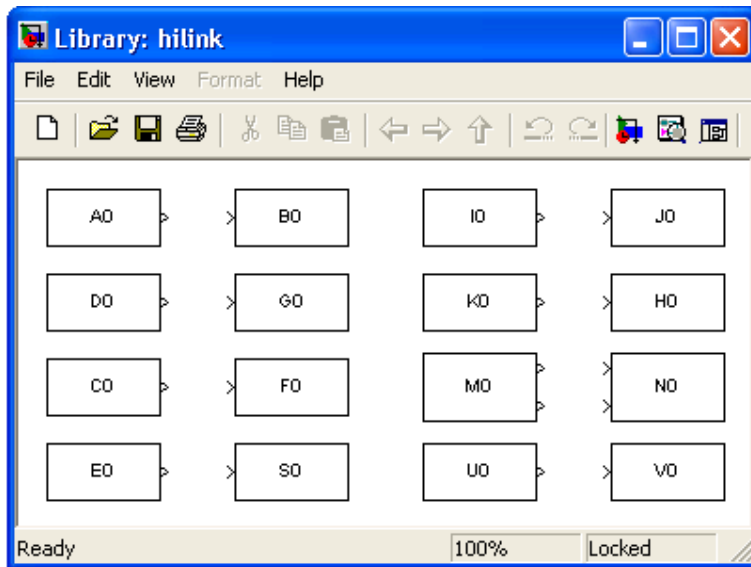 Library: hilink
File Edit View Format Help
A0 B0 I0 J0
D0 G0 K0 H0
C0 F0 M0 N0
E0 S0 U0 V0
Ready 100% Locked